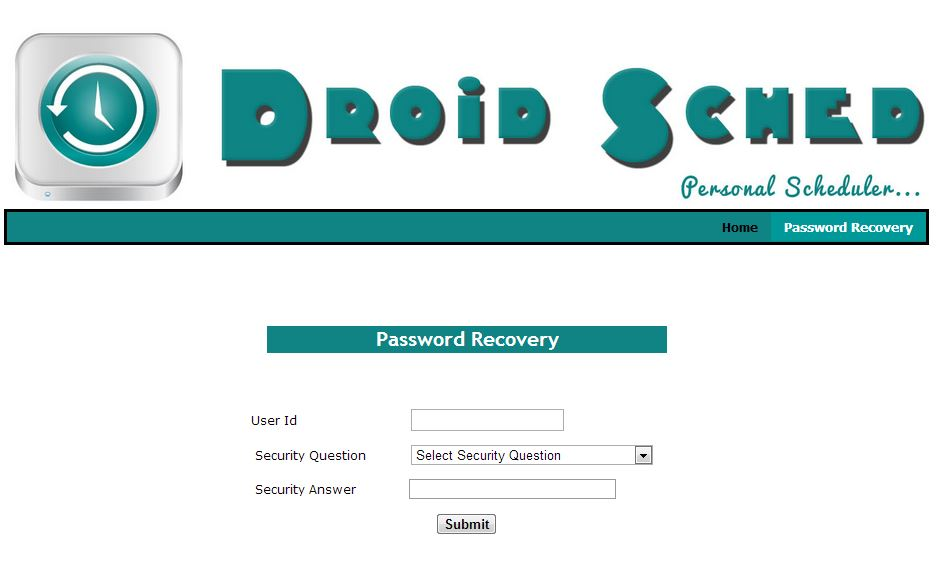 Droid Sched
Personal Scheduler...
Home Password Recovery
Password Recovery
User Id
Security Question Select Security Question
Security Answer
Submit